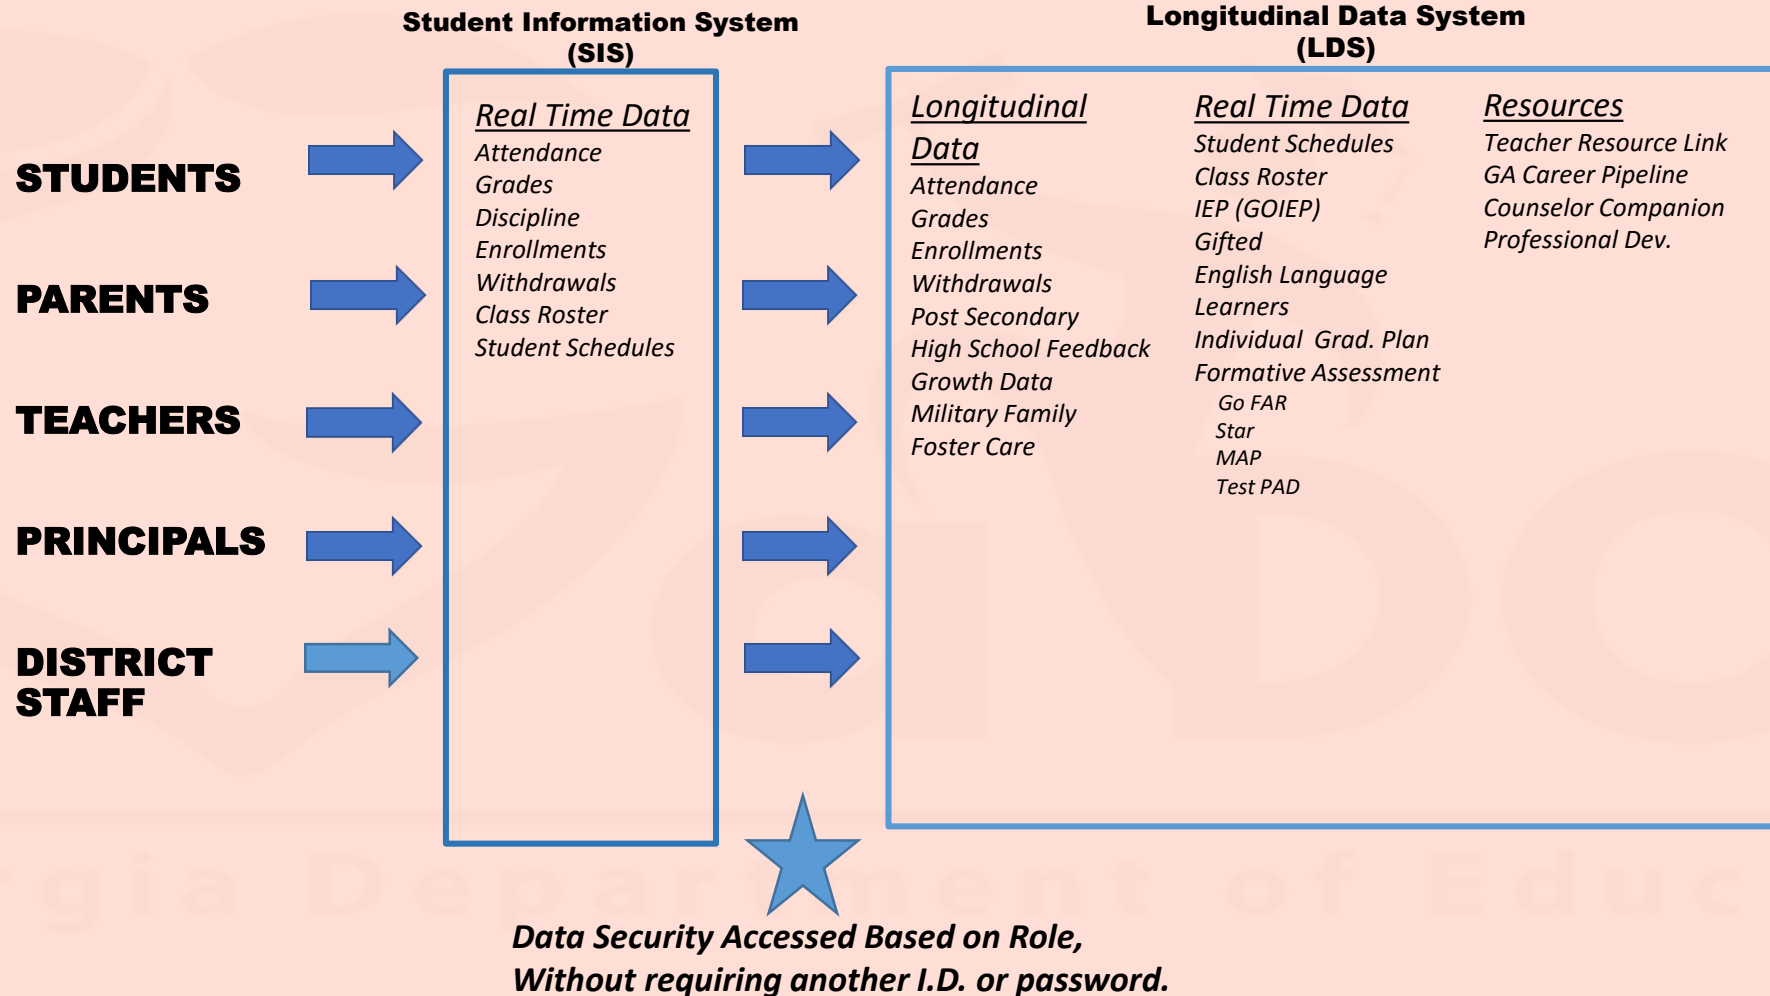 Student Information System
(SIS)
Longitudinal Data System
(LDS)
STUDENTS
PARENTS
TEACHERS
PRINCIPALS
DISTRICT
STAFF
Real Time Data
Attendance
Grades
Discipline
Enrollments
Withdrawals
Class Roster
Student Schedules
Longitudinal
Data
Attendance
Grades
Enrollments
Withdrawals
Post Secondary
High School Feedback
Growth Data
Military Family
Foster Care
Real Time Data
Student Schedules
Class Roster
IEP (GOIEP)
Gifted
English Language
Learners
Individual Grad. Plan
Formative Assessment
Go FAR
Star
MAP
Test PAD
Resources
Teacher Resource Link
GA Career Pipeline
Counselor Companion
Professional Dev.
rgia Department of Educ
Data Security Accessed Based on Role,
Without requiring another I.D. or password.